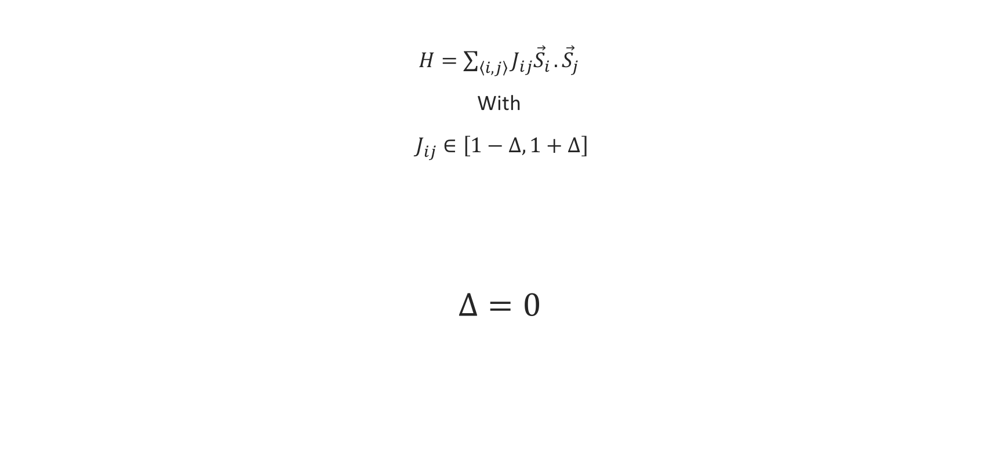 H = ∑⟨i,j⟩ Jij S⃗i . S⃗j
With
Jij ∈ [1 − Δ, 1 + Δ]
Δ = 0